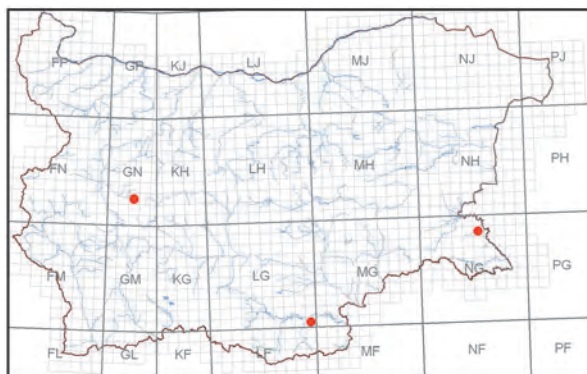 FP GP KJ LJ MJ NJ PJ
FN GN KH LH MH NH PH
FM GM KG LG MG NG PG
FL GL KF LF MF NF PF